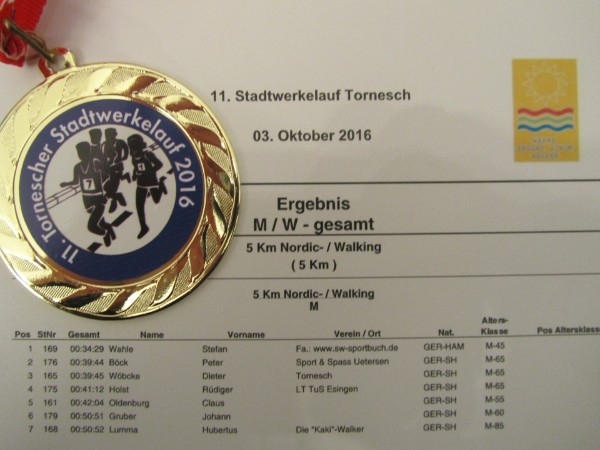 11. Tornescher Stadtwerkelauf 2016
7
11. Stadtwerkelauf Tornesch
03. Oktober 2016
Ergebnis
M / W - gesamt
5 Km Nordic- / Walking
( 5 Km )
5 Km Nordic- / Walking
M
Pos StNr Gesamt Name Vorname Verein / Ort Nat. Alters-Klasse Pos Altersklasse
1 169 00:34:29 Wahle Stefan Fa.: www.sw-sportbuch.de GER-HAM M-45
2 176 00:39:44 Böck Peter Sport & Spass Uetersen GER-SH M-65
3 165 00:39:45 Wöbcke Dieter Tornesch GER-SH M-65
4 175 00:41:12 Holst Rüdiger LT TuS Esingen GER-SH M-65
5 161 00:42:04 Oldenburg Claus GER-SH M-55
6 179 00:50:51 Gruber Johann GER-SH M-60
7 168 00:50:52 Lumma Hubertus Die "Kaki"-Walker GER-SH M-85